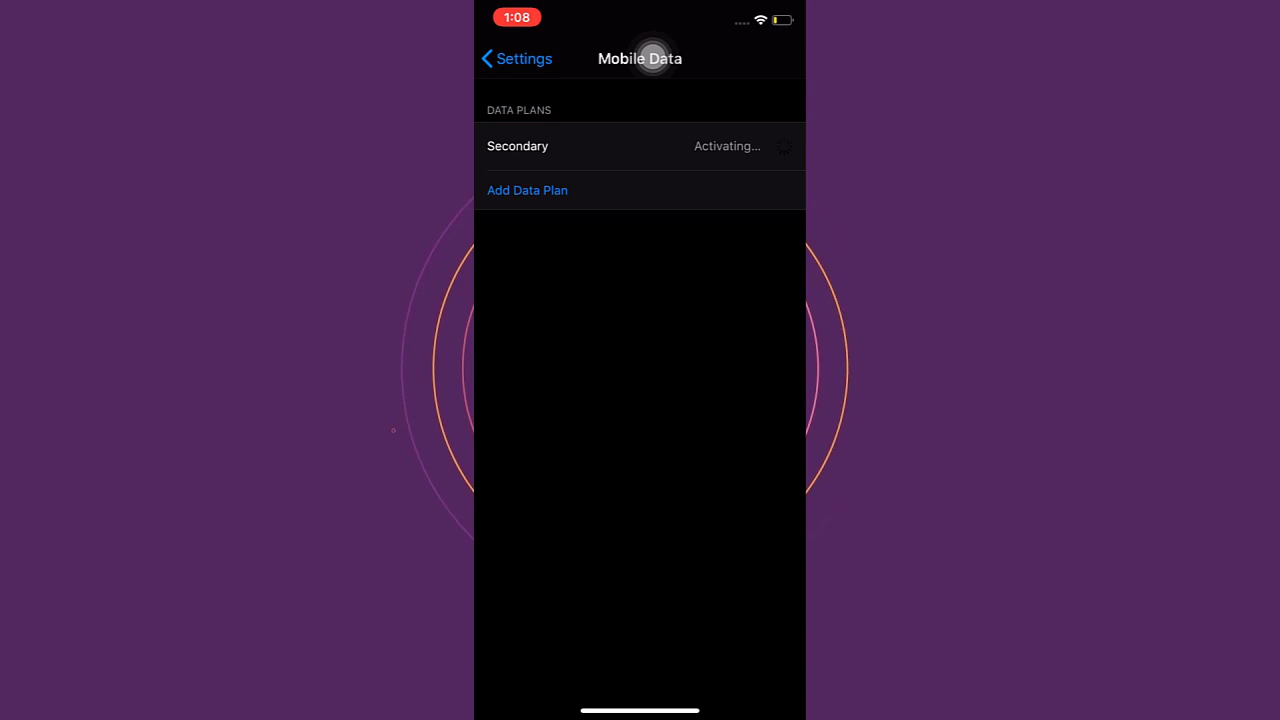 1:08
Settings
Mobile Data
DATA PLANS
Secondary Activating...
Add Data Plan